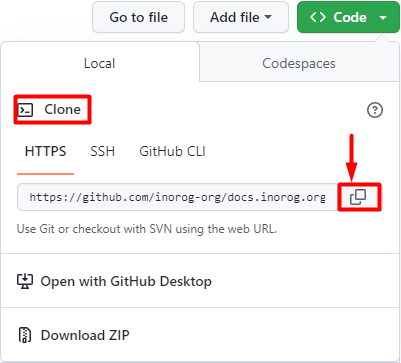 Go to file Add file <> Code
Local Codespaces
Clone
HTTPS SSH GitHub CLI
https://github.com/inorog-org/docs.inorog.org
Use Git or checkout with SVN using the web URL.
Open with GitHub Desktop
Download ZIP